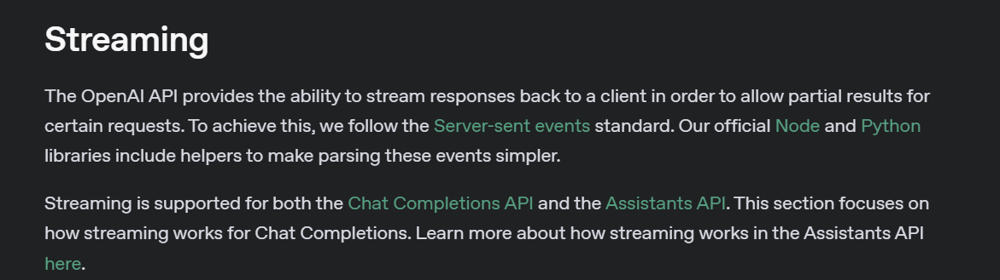 Streaming
The OpenAI API provides the ability to stream responses back to a client in order to allow partial results for
certain requests. To achieve this, we follow the Server-sent events standard. Our official Node and Python
libraries include helpers to make parsing these events simpler.
Streaming is supported for both the Chat Completions API and the Assistants API. This section focuses on
how streaming works for Chat Completions. Learn more about how streaming works in the Assistants API
here.